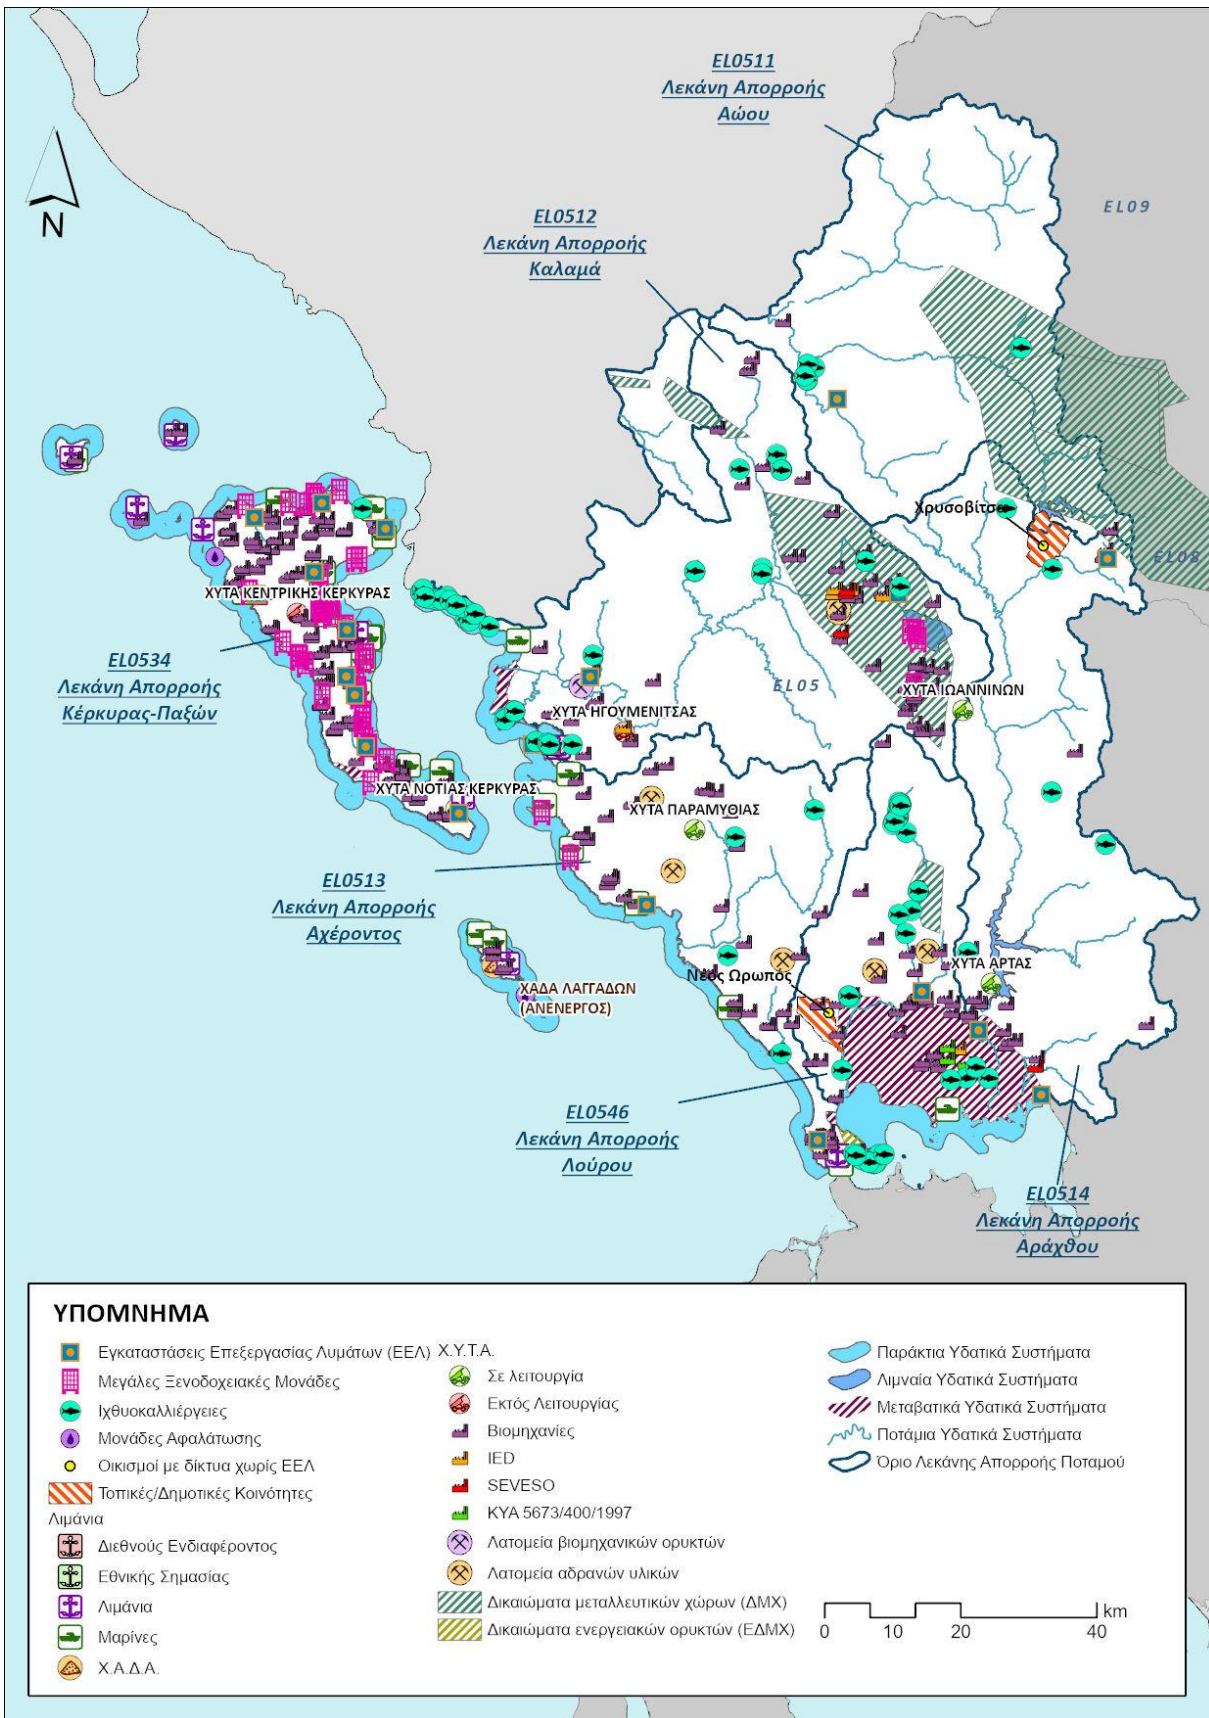 EL0511
Λεκάνη Απορροής
Αώου
EL09
EL0512
Λεκάνη Απορροής
Καλαμά
N
Χρυσοβίτσα
EL08
ΧΥΤΑ ΚΕΝΤΡΙΚΗΣ ΚΕΡΚΥΡΑΣ
EL0534
Λεκάνη Απορροής
Κέρκυρας-Παξών
EL05
ΧΥΤΑ ΙΩΑΝΝΙΝΩΝ
ΧΥΤΑ ΗΓΟΥΜΕΝΙΤΣΑΣ
ΧΥΤΑ ΝΟΤΙΑΣ ΚΕΡΚΥΡΑΣ
ΧΥΤΑ ΠΑΡΑΜΥΘΙΑΣ
EL0513
Λεκάνη Απορροής
Αχέροντος
ΧΥΤΑ ΑΡΤΑΣ
Νέος Ωρωπός
ΧΑΔΑ ΛΑΓΓΑΔΩΝ
(ΑΝΕΝΕΡΓΟΣ)
EL0546
Λεκάνη Απορροής
Λούρου
EL0514
Λεκάνη Απορροής
Αράχθου
ΥΠΟΜΝΗΜΑ
Εγκαταστάσεις Επεξεργασίας Λυμάτων (ΕΕΛ)
Μεγάλες Ξενοδοχειακές Μονάδες
Ιχθυοκαλλιέργειες
Μονάδες Αφαλάτωσης
Οικισμοί με δίκτυα χωρίς ΕΕΛ
Τοπικές/Δημοτικές Κοινότητες
Λιμάνια
Διεθνούς Ενδιαφέροντος
Εθνικής Σημασίας
Λιμάνια
Μαρίνες
Χ.Α.Δ.Α.
Χ.Υ.Τ.Α.
Σε λειτουργία
Εκτός Λειτουργίας
Βιομηχανίες
IED
SEVESO
ΚΥΑ 5673/400/1997
Λατομεία βιομηχανικών ορυκτών
Λατομεία αδρανών υλικών
Δικαιώματα μεταλλευτικών χώρων (ΔΜΧ)
Δικαιώματα ενεργειακών ορυκτών (ΕΔΜΧ)
Παράκτια Υδατικά Συστήματα
Λιμναία Υδατικά Συστήματα
Μεταβατικά Υδατικά Συστήματα
Ποτάμια Υδατικά Συστήματα
Όριο Λεκάνης Απορροής Ποταμού
km
0 10 20 40